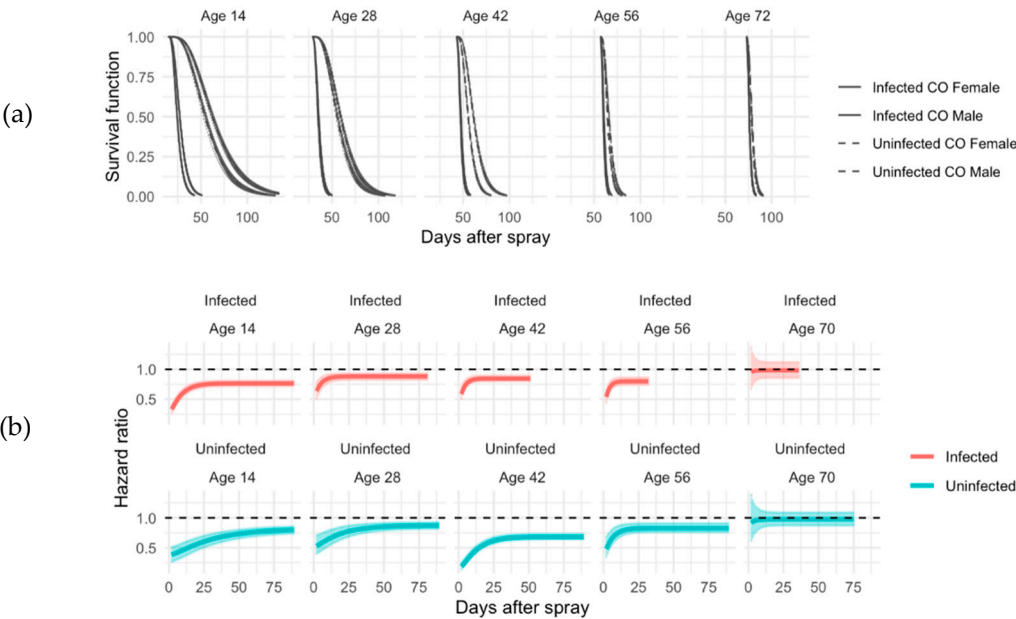 (a)
Age 14 Age 28 Age 42 Age 56 Age 72
Survival function
1.00
0.75
0.50
0.25
0.00
50 100 50 100 50 100 50 100 50 100
Days after spray
Infected CO Female
Infected CO Male
Uninfected CO Female
Uninfected CO Male
(b)
Infected Infected Infected Infected Infected
Age 14 Age 28 Age 42 Age 56 Age 70
Hazard ratio
1.0
0.5
Uninfected Uninfected Uninfected Uninfected Uninfected
Age 14 Age 28 Age 42 Age 56 Age 70
1.0
0.5
0 25 50 75 0 25 50 75 0 25 50 75 0 25 50 75 0 25 50 75
Days after spray
Infected
Uninfected